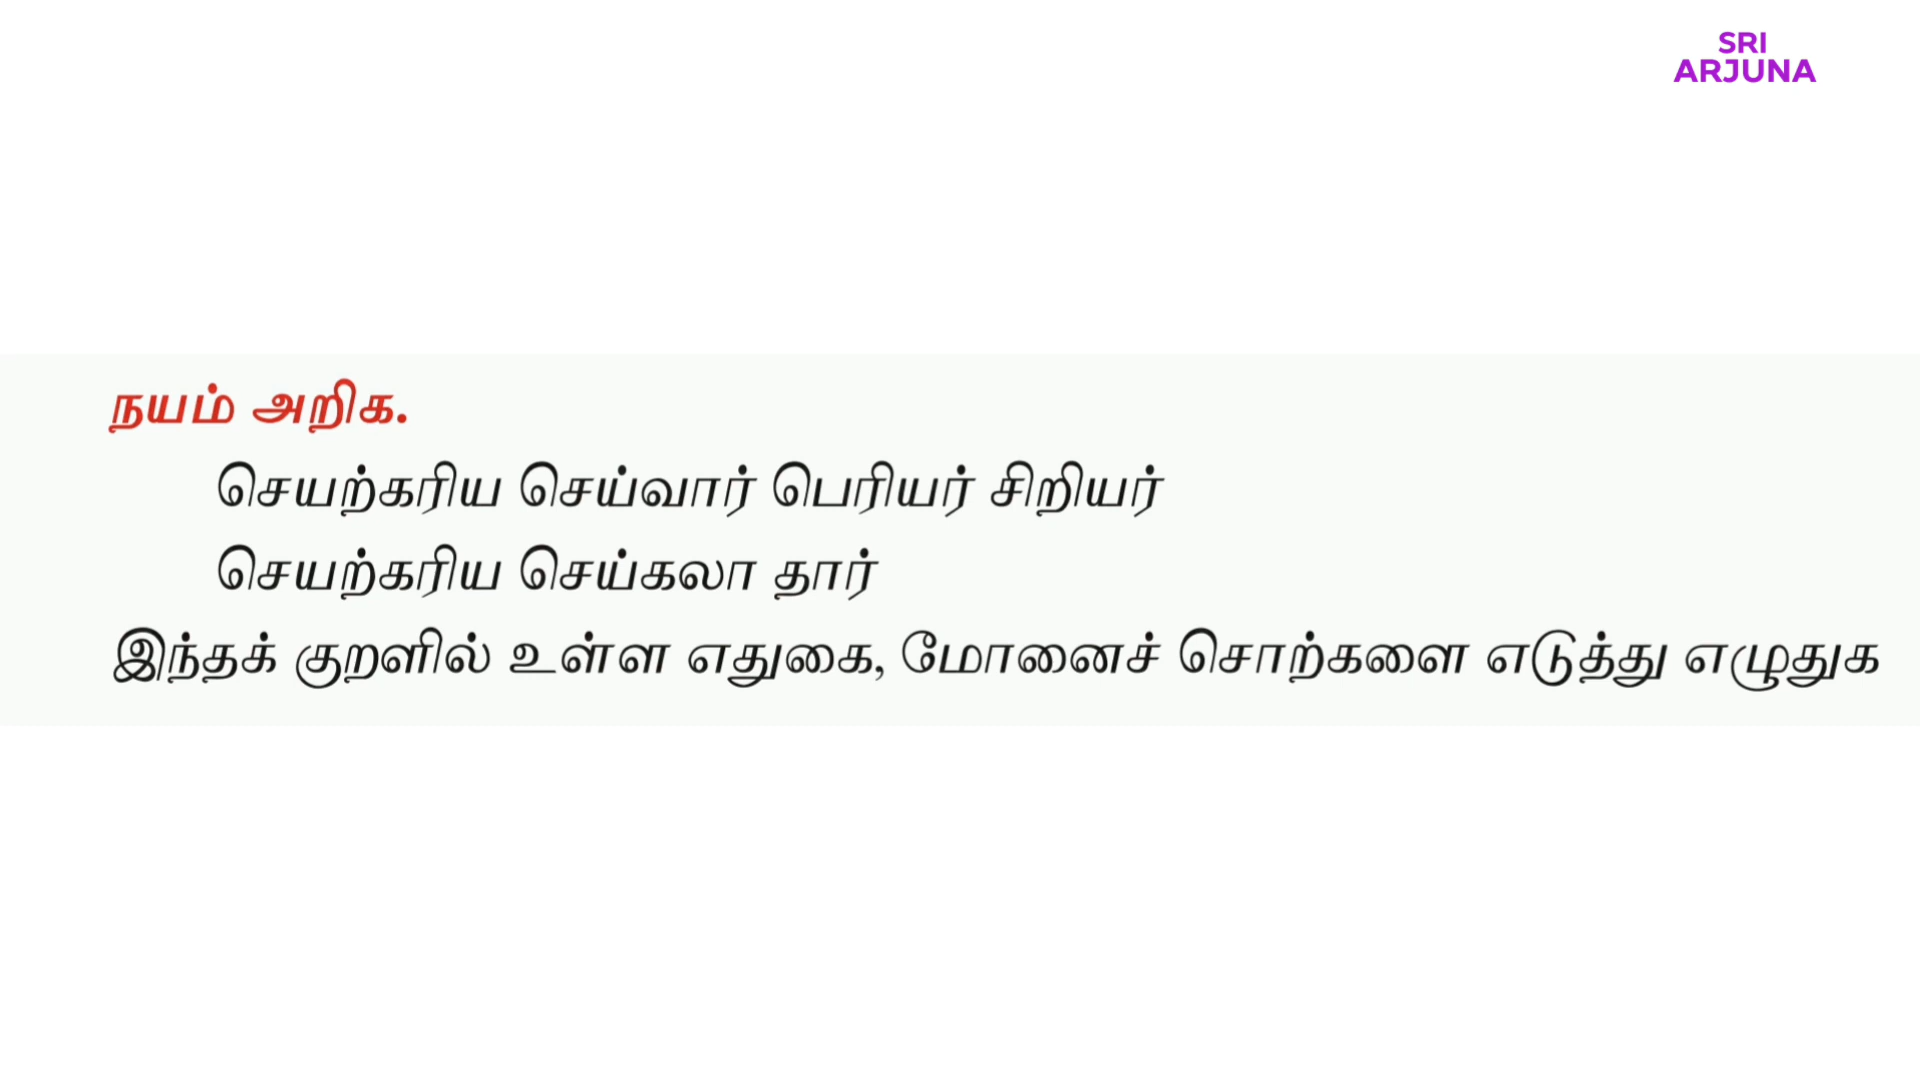 SRI
ARJUNA
நயம் அறிக.
செயற்கரிய செய்வார் பெரியர் சிறியர்
செயற்கரிய செய்கலா தார்
இந்தக் குறளில் உள்ள எதுகை, மோனைச் சொற்களை எடுத்து எழுதுக